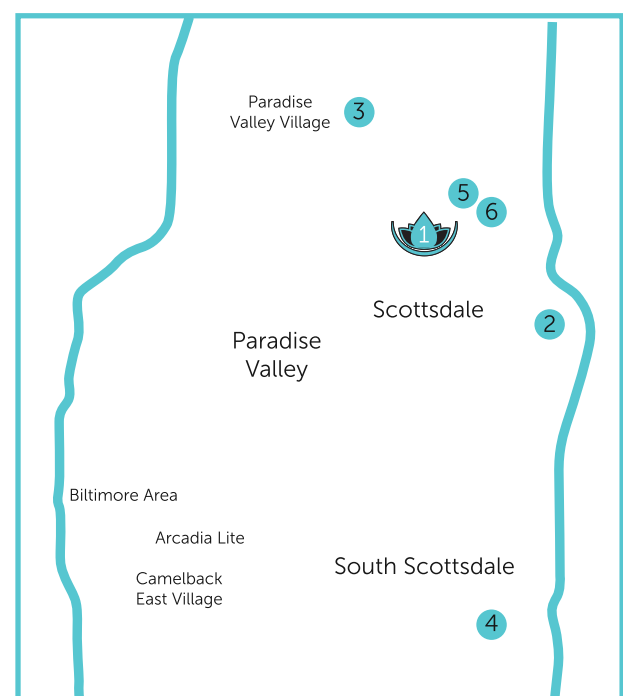 Paradise
Valley Village
3
5
6
1
Scottsdale
2
Paradise
Valley
Biltimore Area
Arcadia Lite
Camelback
East Village
South Scottsdale
4